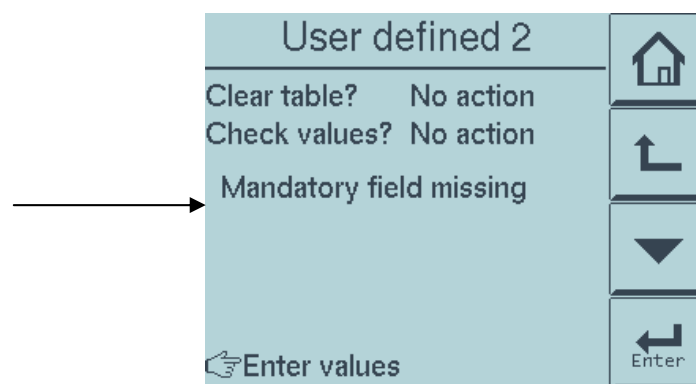 User defined 2
Clear table? No action
Check values? No action
Mandatory field missing
Enter values
Enter